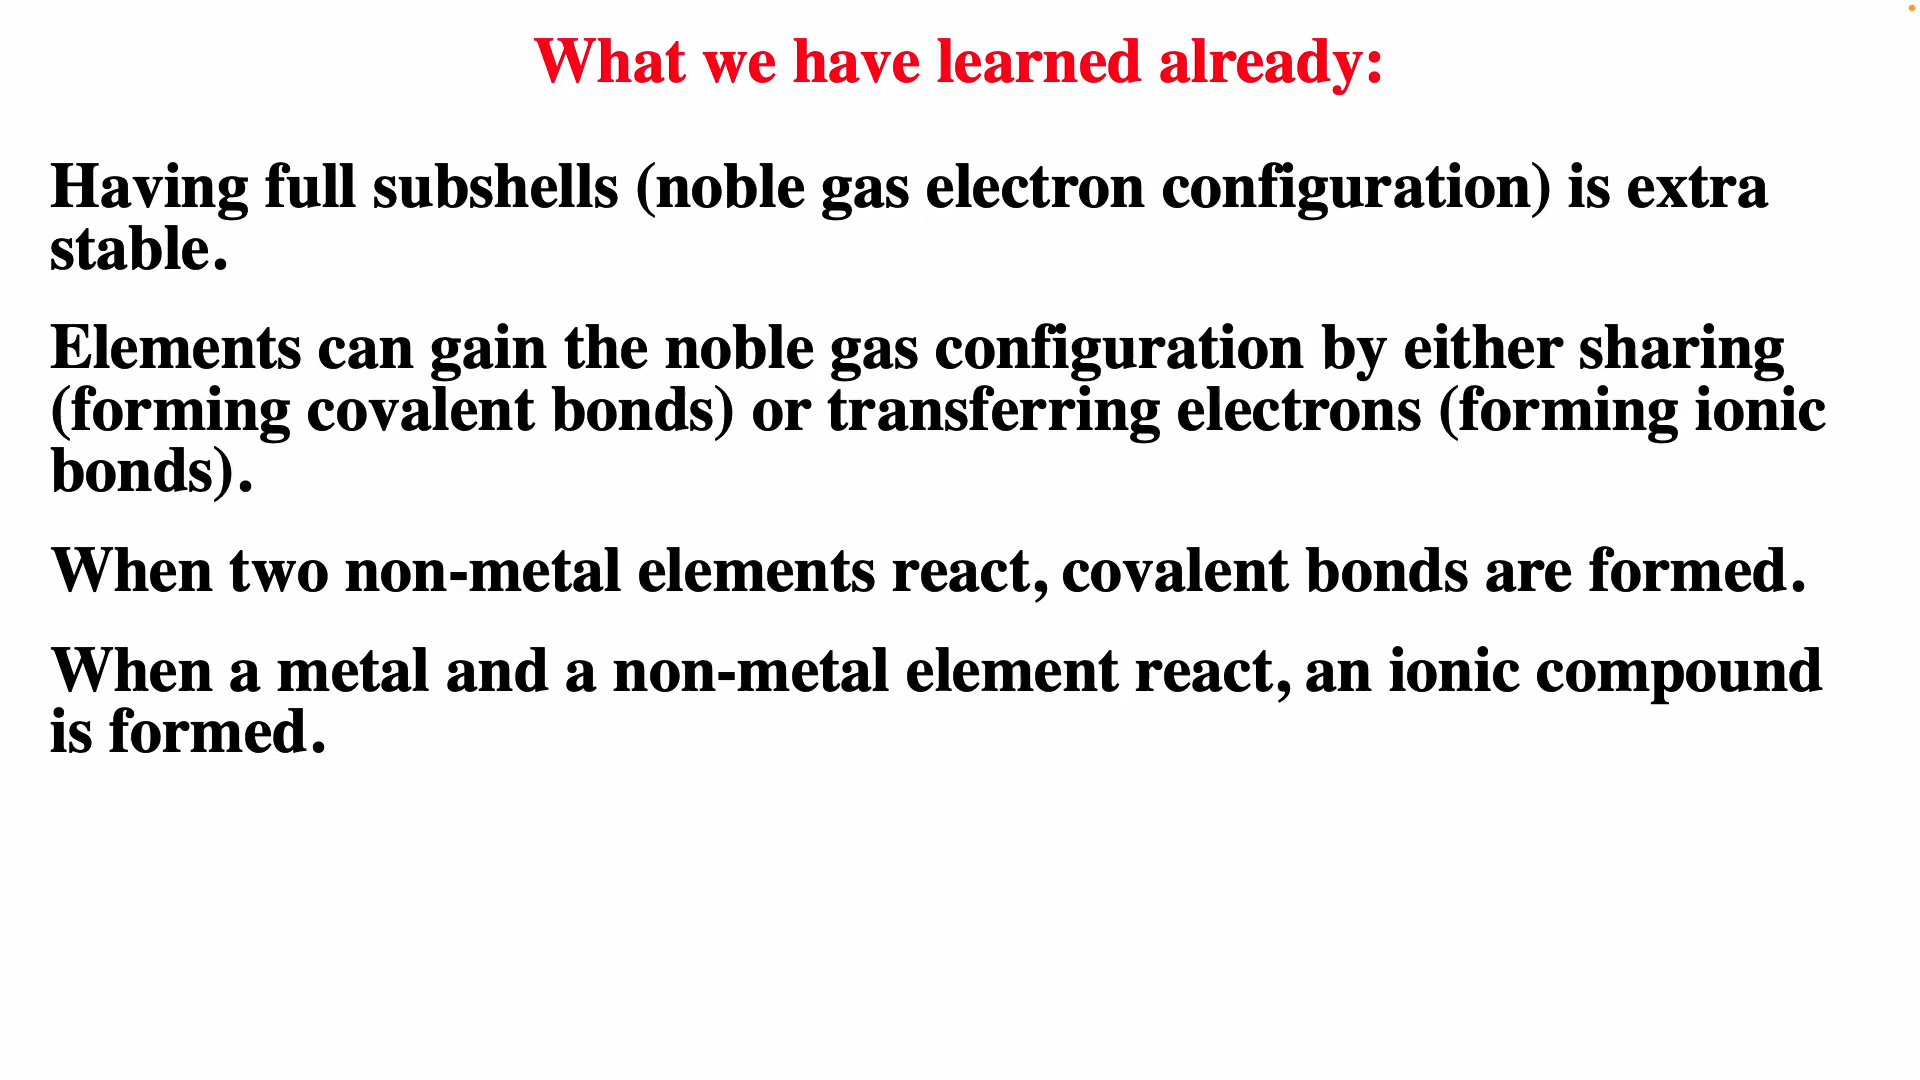 What we have learned already:
Having full subshells (noble gas electron configuration) is extra
stable.
Elements can gain the noble gas configuration by either sharing
(forming covalent bonds) or transferring electrons (forming ionic
bonds).
When two non-metal elements react, covalent bonds are formed.
When a metal and a non-metal element react, an ionic compound
is formed.